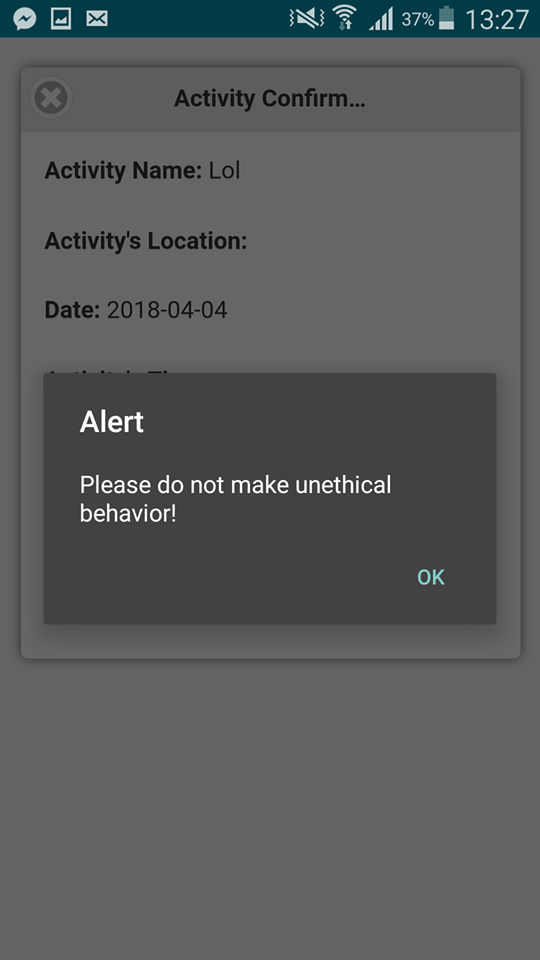 37% 13:27
Activity Confirm...
Activity Name: Lol
Activity's Location:
Date: 2018-04-04
Alert
Please do not make unethical
behavior!
OK